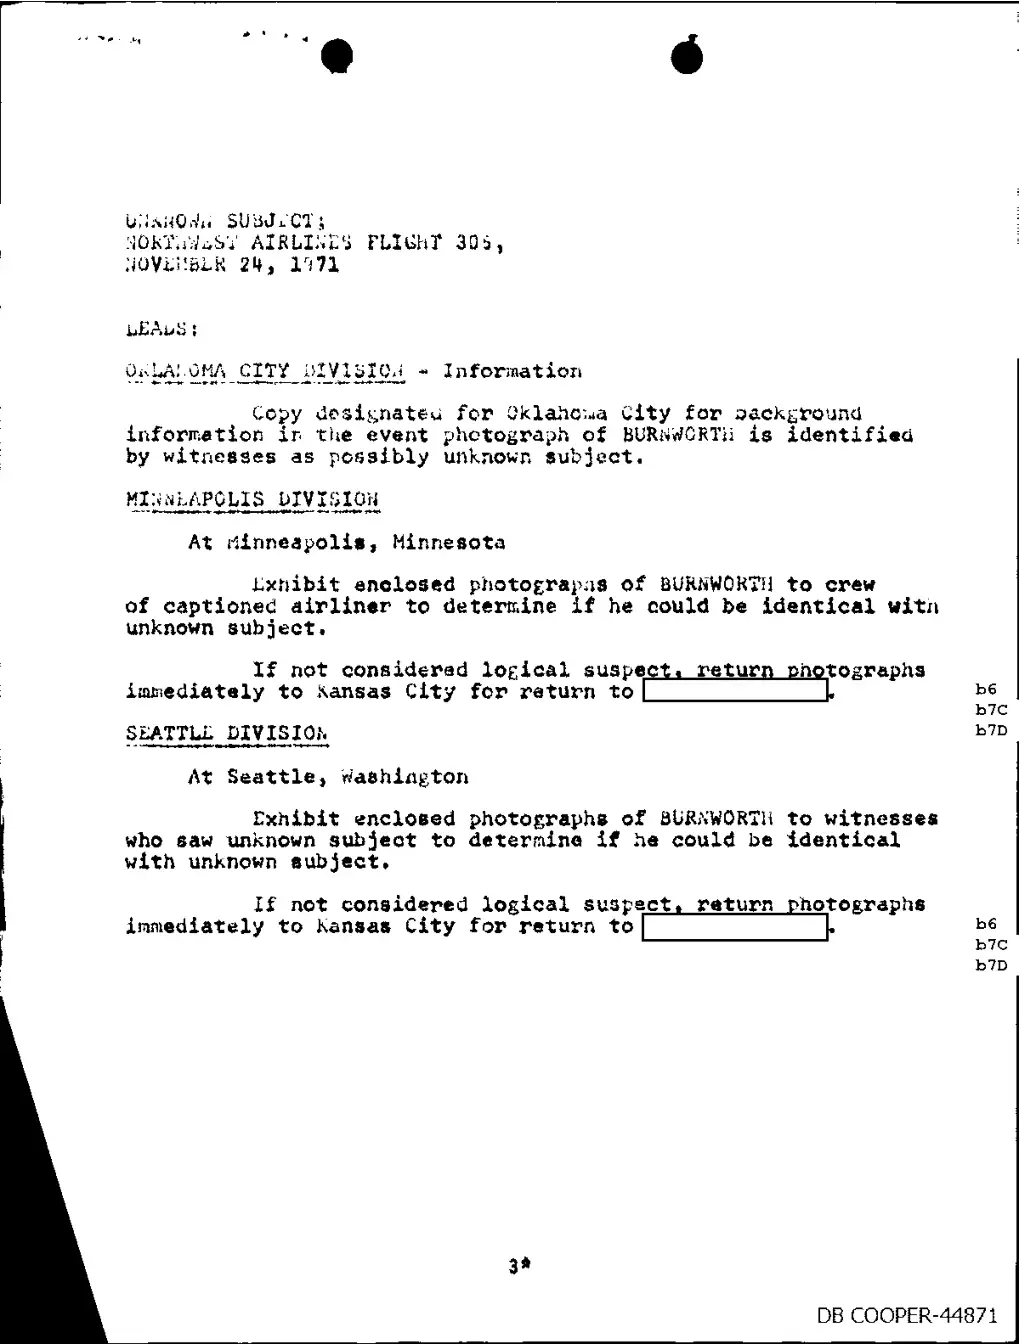 UNKNOWN SUBJECT;
NORTHWEST AIRLINES FLIGHT 305,
NOVEMBER 24, 1971
LEADS:
OKLAHOMA CITY DIVISION - Information
Copy designated for Oklahoma City for background
information in the event photograph of BURNWORTH is identified
by witnesses as possibly unknown subject.
MINNEAPOLIS DIVISION
At Minneapolis, Minnesota
Exhibit enclosed photographs of BURNWORTH to crew
of captioned airliner to determine if he could be identical with
unknown subject.
If not considered logical suspect, return photographs
immediately to Kansas City for return to .
b6
b7C
b7D
SEATTLE DIVISION
At Seattle, Washington
Exhibit enclosed photographs of BURNWORTH to witnesses
who saw unknown subject to determine if he could be identical
with unknown subject.
If not considered logical suspect, return photographs
immediately to Kansas City for return to .
b6
b7C
b7D
3*
DB COOPER-44871